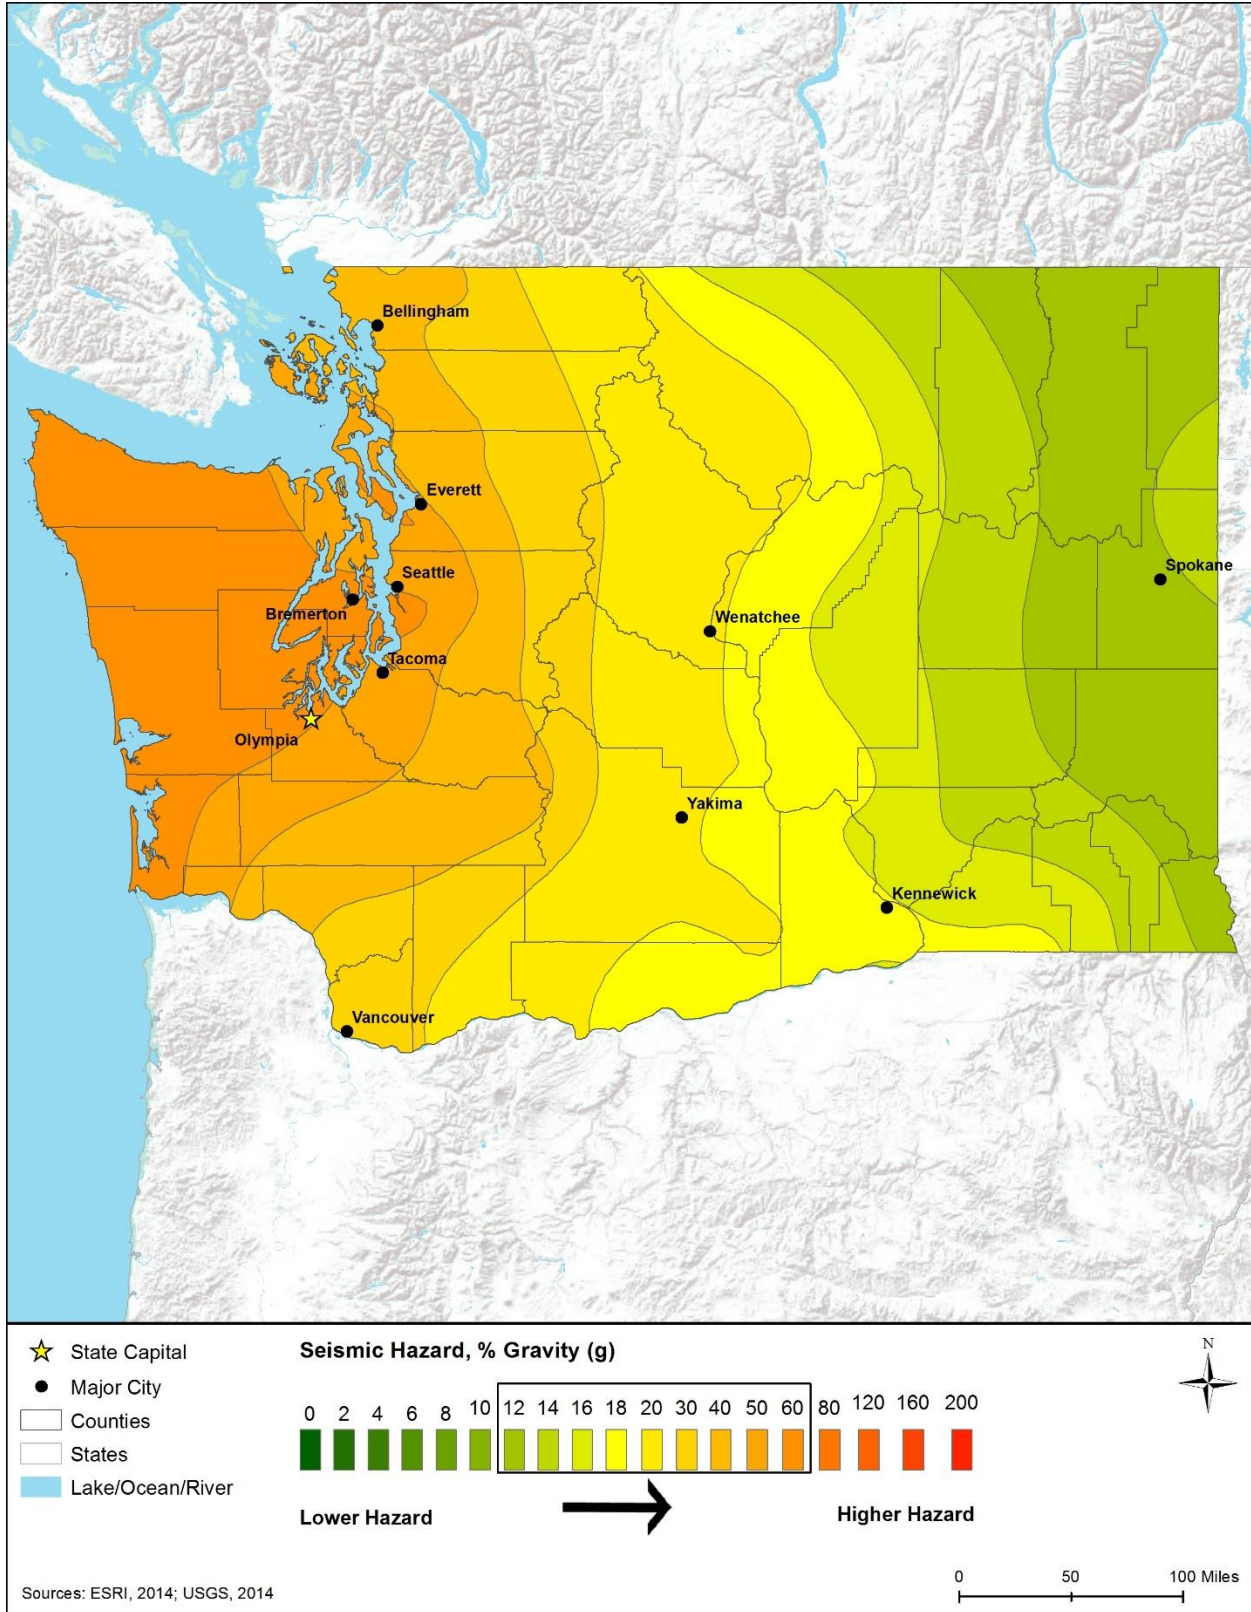 Bellingham
Everett
Seattle
Spokane
Bremerton
Wenatchee
Tacoma
Olympia
Yakima
Kennewick
Vancouver
State Capital
Major City
Counties
States
Lake/Ocean/River
Seismic Hazard, % Gravity (g)
0 2 4 6 8 10 12 14 16 18 20 30 40 50 60 80 120 160 200
Lower Hazard
Higher Hazard
N
Sources: ESRI, 2014; USGS, 2014
0 50 100 Miles